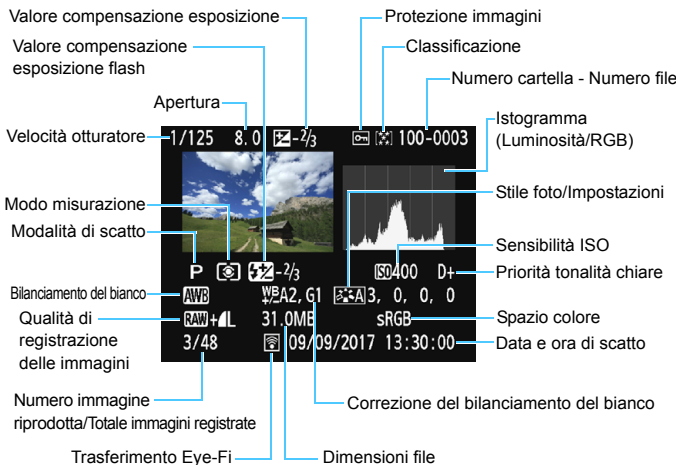 Valore compensazione esposizione
Protezione immagini
Valore compensazione
esposizione flash
Classificazione
Numero cartella - Numero file
Apertura
Istogramma
(Luminosità/RGB)
Velocità otturatore
1/125 8.0 -2/3 100-0003
Stile foto/Impostazioni
Modo misurazione
Modalità di scatto
Sensibilità ISO
P -2/3 ISO400 D+
Priorità tonalità chiare
Bilanciamento del bianco
AWB WB A2,G1 A 3, 0, 0, 0
Qualità di
registrazione
delle immagini
RAW+L 31.0MB sRGB
Spazio colore
3/48 09/09/2017 13:30:00
Data e ora di scatto
Numero immagine
riprodotta/Totale immagini registrate
Correzione del bilanciamento del bianco
Trasferimento Eye-Fi
Dimensioni file